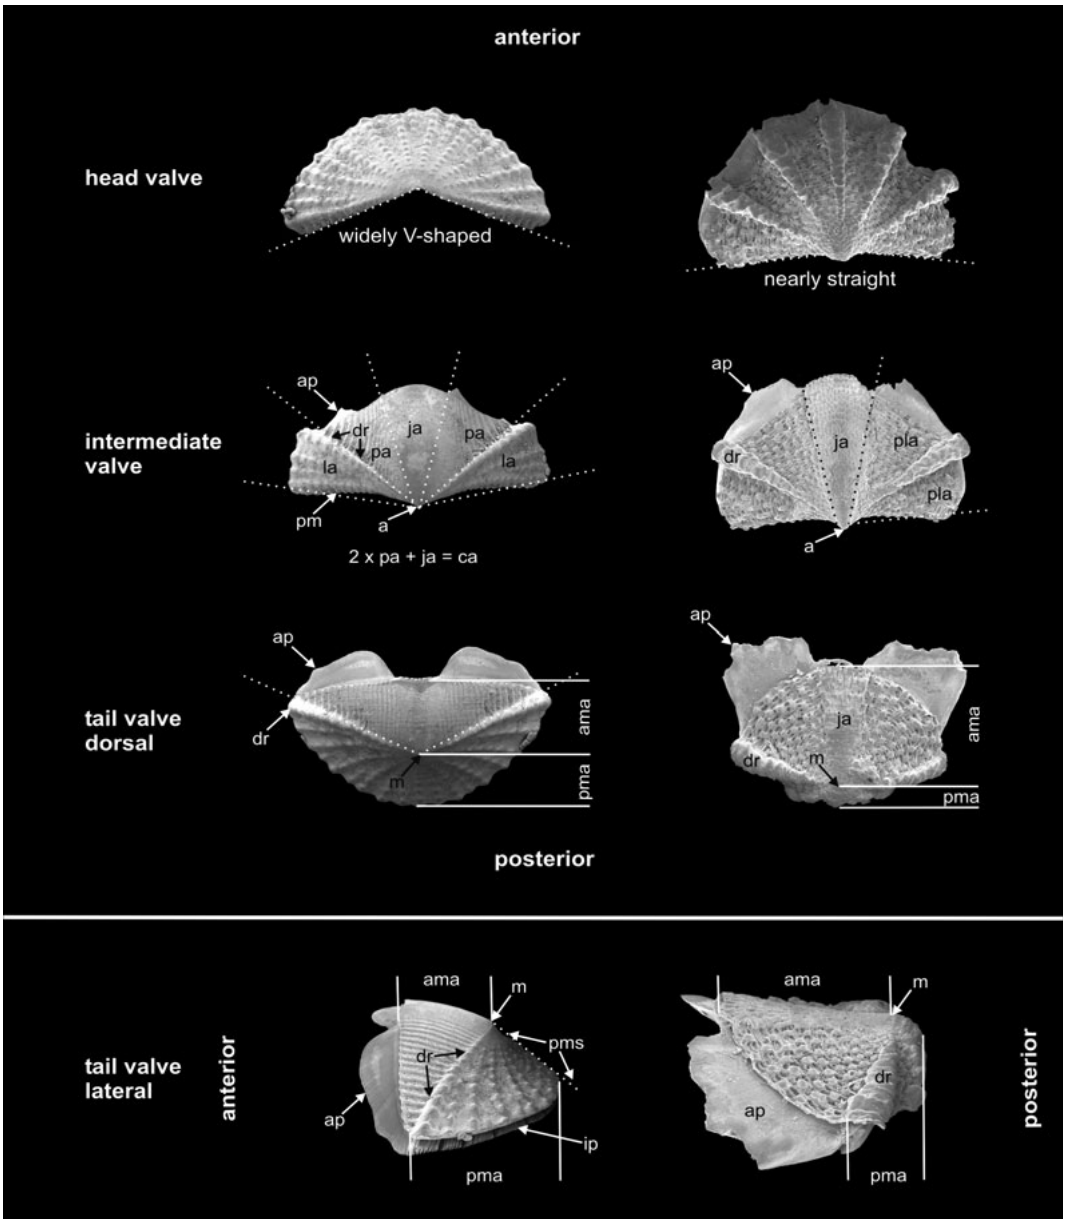 anterior
head valve
widely V-shaped
nearly straight
ap
ap
intermediate
valve
dr
ja
pa
pa
la
la
pm
a
2 x pa + ja = ca
ja
pla
dr
pla
a
ap
ap
tail valve
dorsal
dr
m
ama
pma
ja
dr
m
ama
pma
posterior
ama
m
ama
m
tail valve
lateral
anterior
dr
pms
ap
ip
pma
ap
dr
pma
posterior